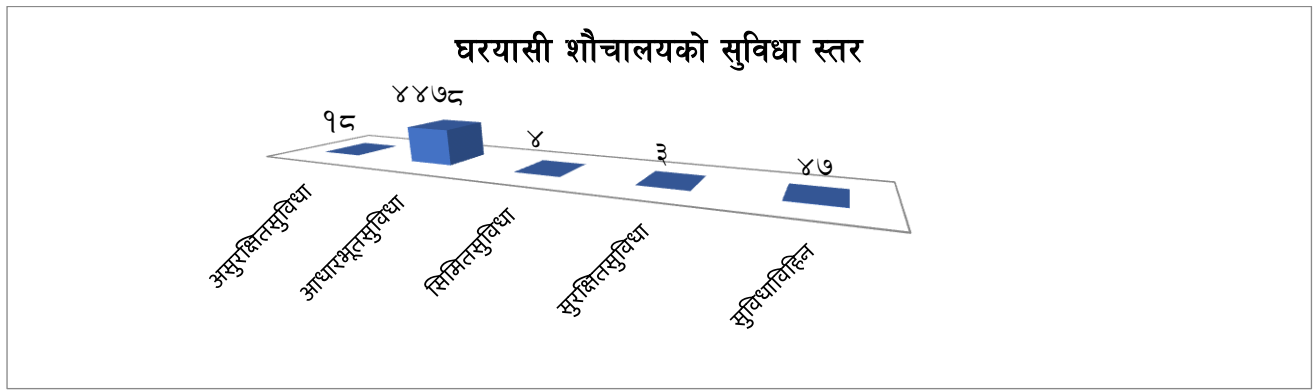 घरयासी शौचालयको सुविधा स्तर
१८
४४७८
४
३
४७
असुरक्षितसुविधा
आधारभूतसुविधा
सिमितसुविधा
सुरक्षितसुविधा
सुविधाविहिन